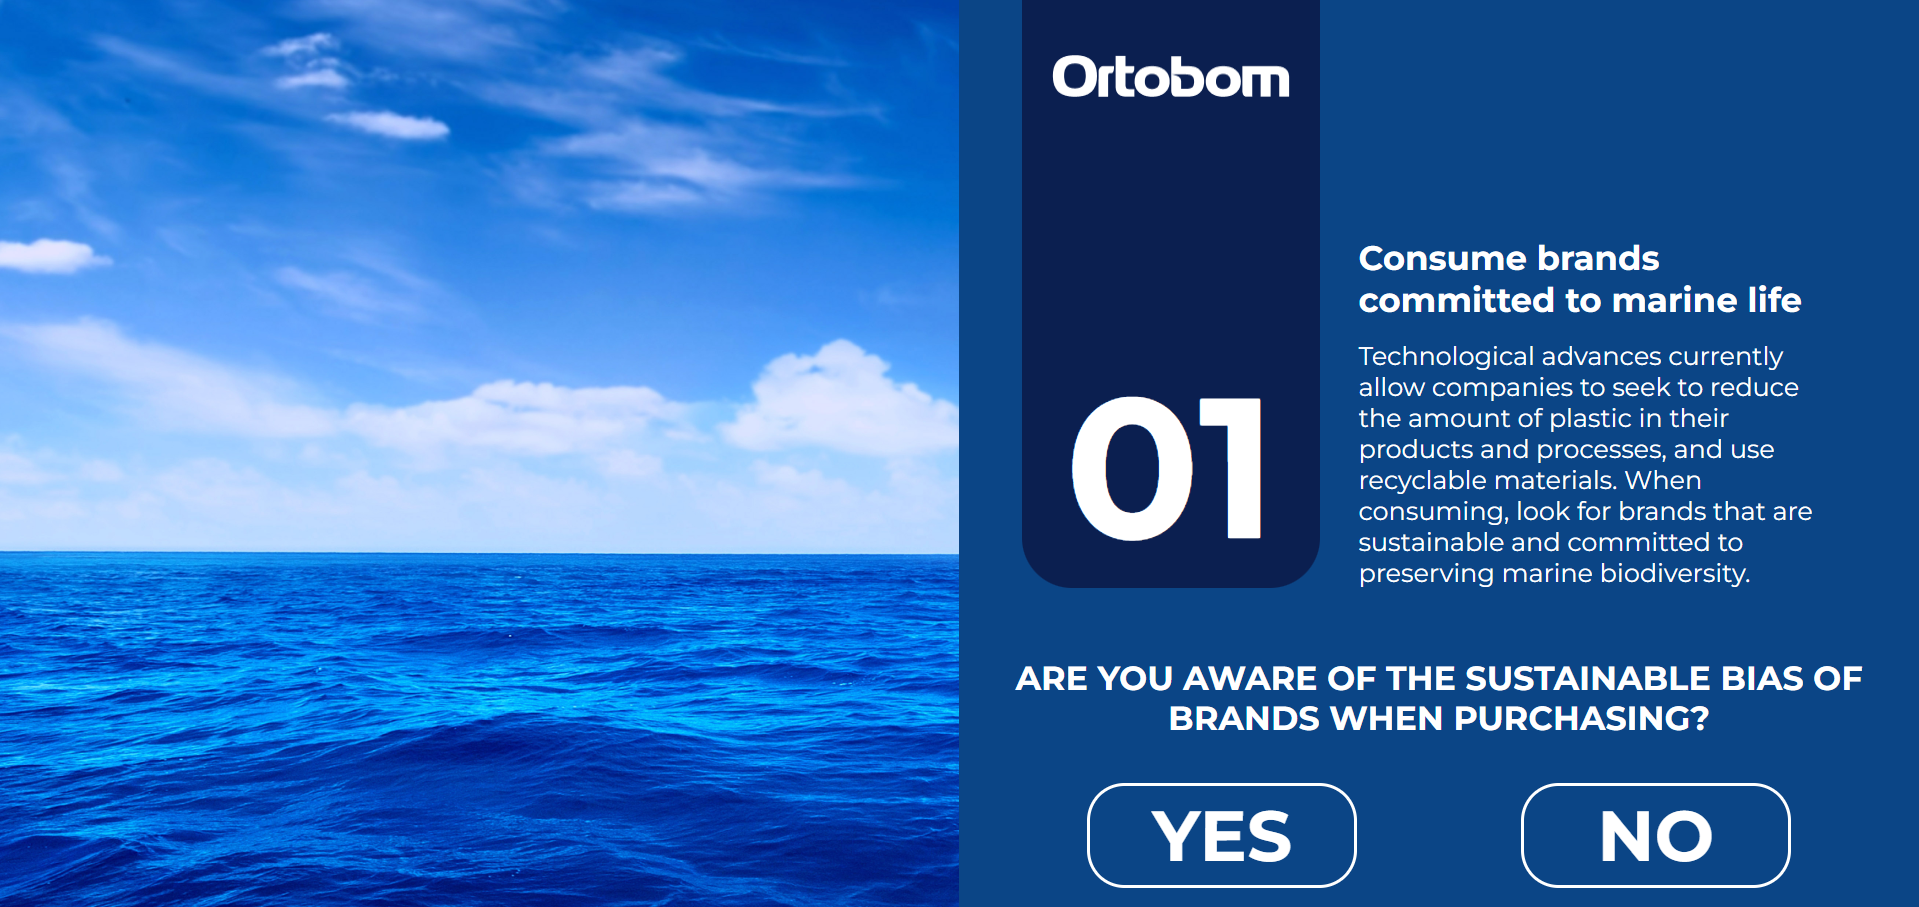 Ortobom
01
Consume brands
committed to marine life
Technological advances currently
allow companies to seek to reduce
the amount of plastic in their
products and processes, and use
recyclable materials. When
consuming, look for brands that are
sustainable and committed to
preserving marine biodiversity.
ARE YOU AWARE OF THE SUSTAINABLE BIAS OF
BRANDS WHEN PURCHASING?
YES
NO